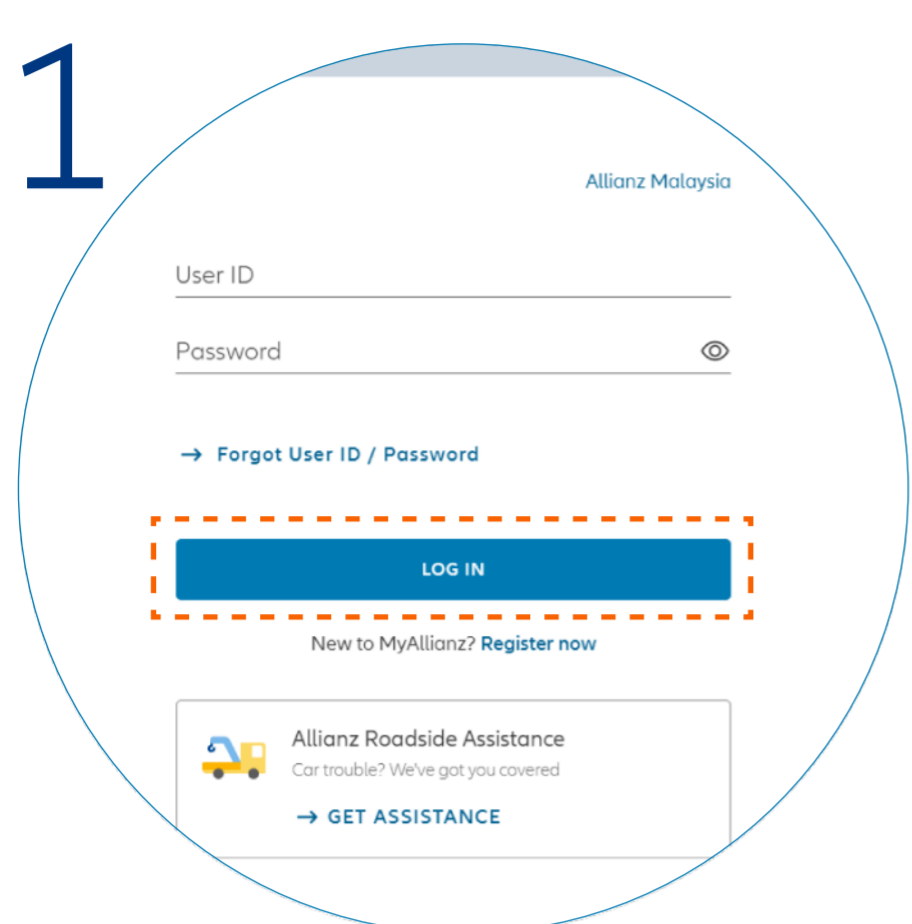 1
Allianz Malaysia
User ID
Password
→ Forgot User ID / Password
LOG IN
New to MyAllianz? Register now
Allianz Roadside Assistance
Car trouble? We've got you covered
→ GET ASSISTANCE